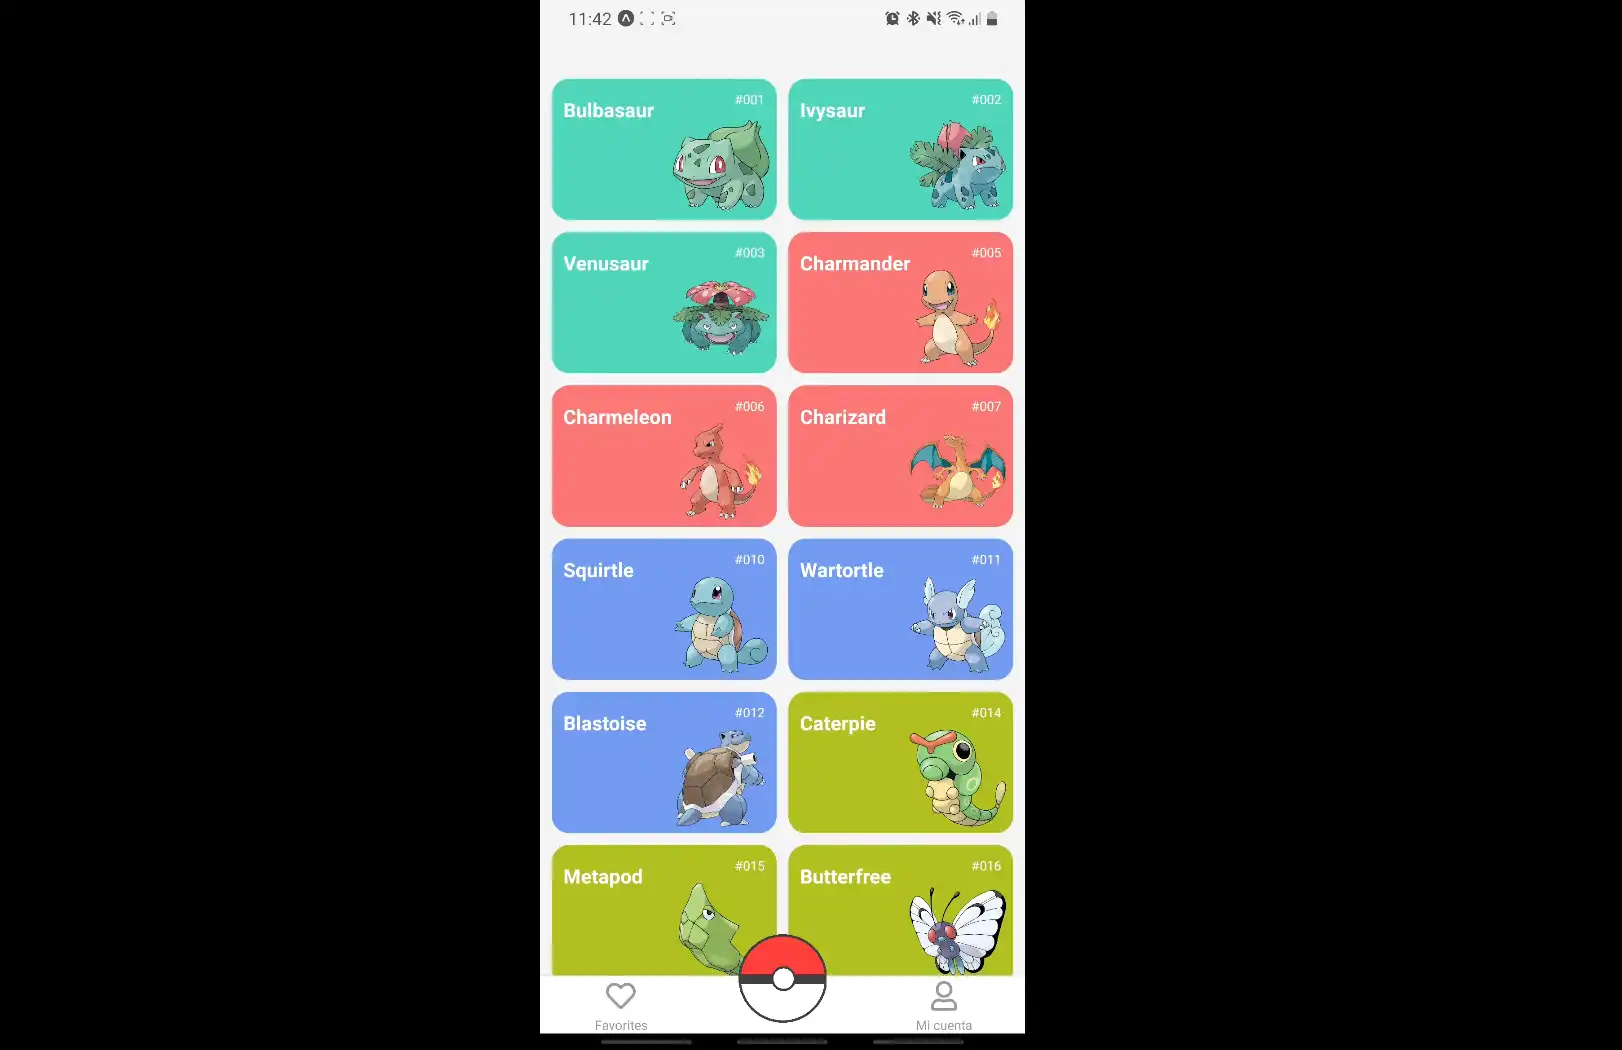 11:42
#001
Bulbasaur
#002
Ivysaur
#003
Venusaur
#005
Charmander
#006
Charmeleon
#007
Charizard
#010
Squirtle
#011
Wartortle
#012
Blastoise
#014
Caterpie
#015
Metapod
#016
Butterfree
Favorites
Mi cuenta